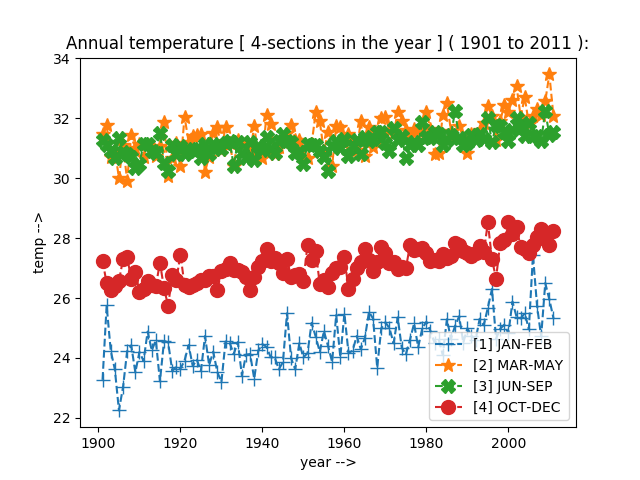 Annual temperature [ 4-sections in the year ] ( 1901 to 2011 ):
34
32
30
28
26
24
22
temp -->
1900 1920 1940 1960 1980 2000
year -->
[1] JAN-FEB
[2] MAR-MAY
[3] JUN-SEP
[4] OCT-DEC